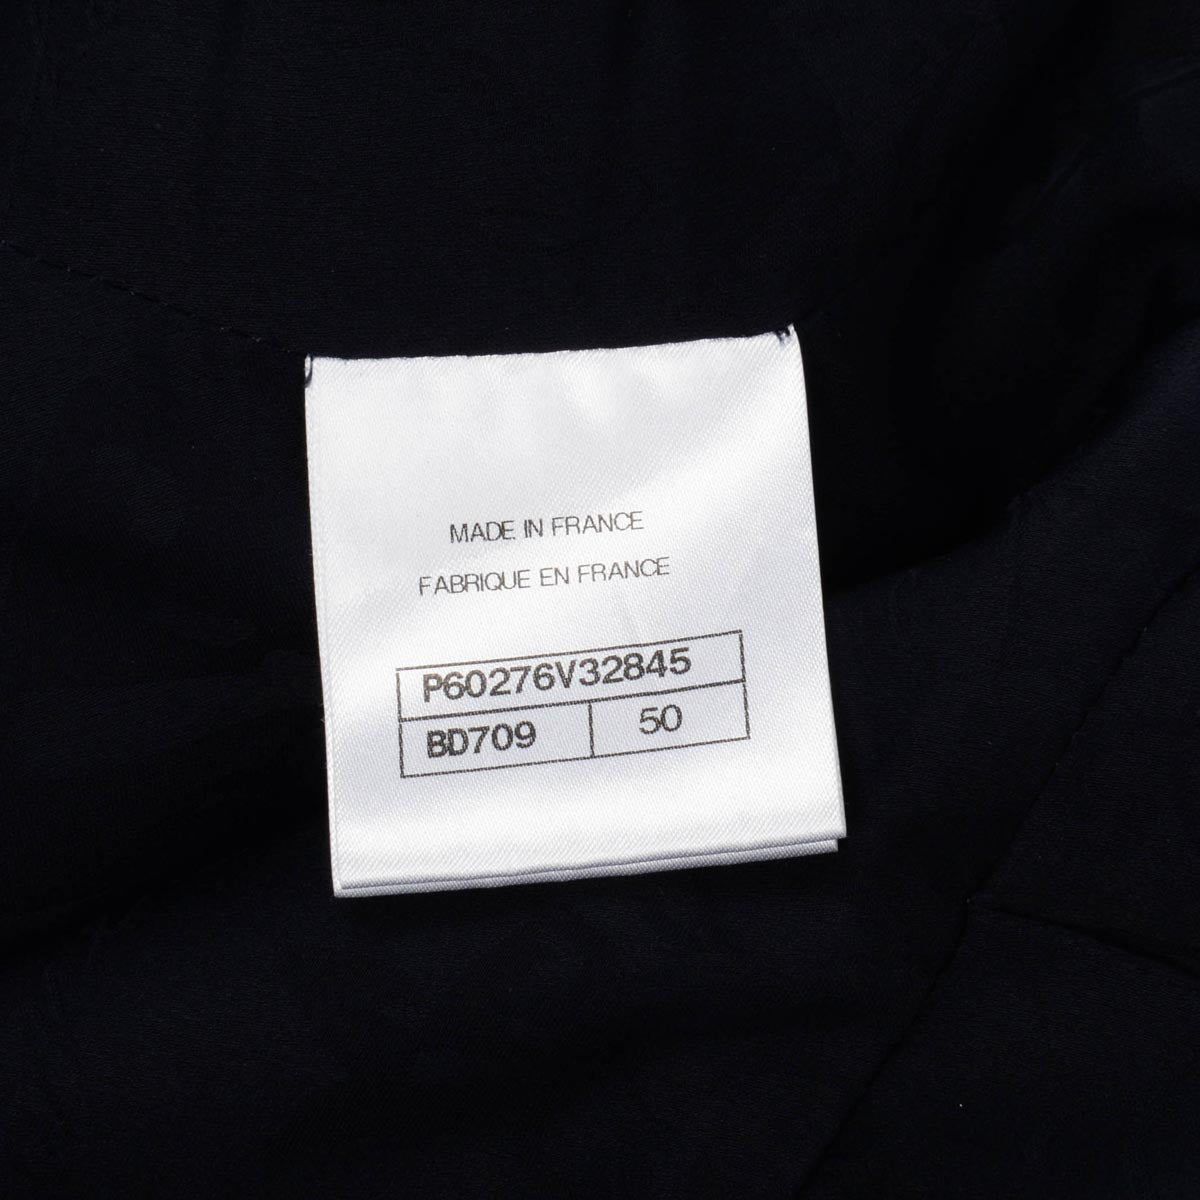 MADE IN FRANCE
FABRIQUE EN FRANCE
P60276V32845
BD709 50